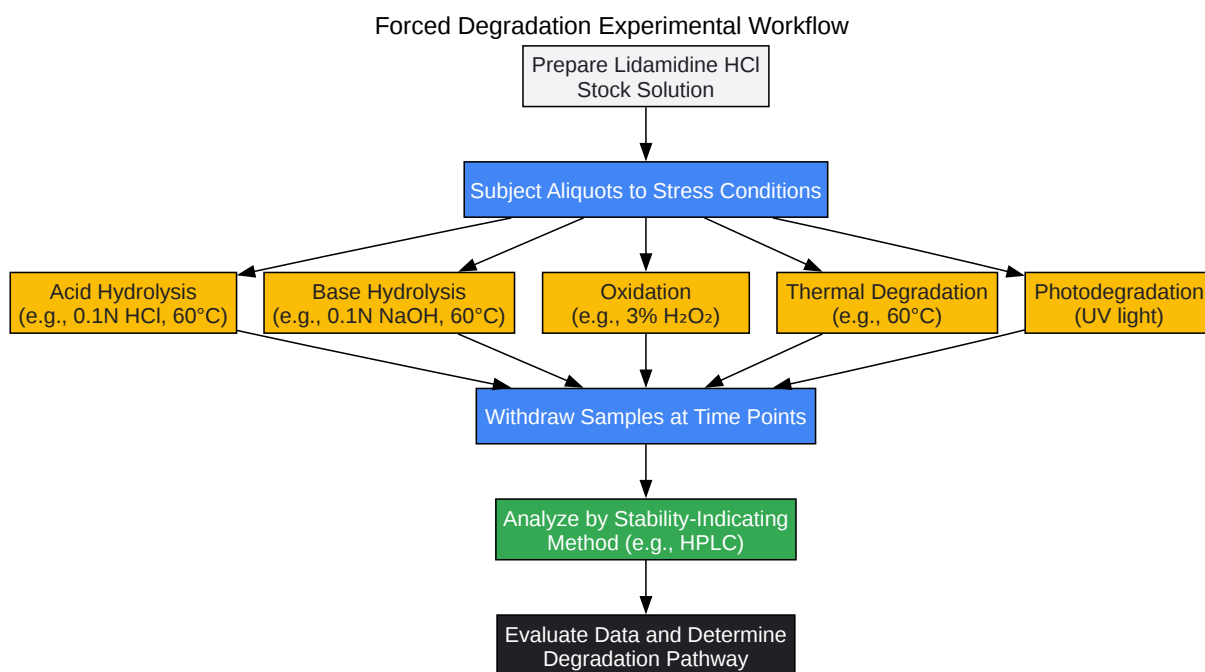 Forced Degradation Experimental Workflow
Prepare Lidamidine HCl
Stock Solution
Subject Aliquots to Stress Conditions
Acid Hydrolysis
(e.g., 0.1N HCl, 60°C)
Base Hydrolysis
(e.g., 0.1N NaOH, 60°C)
Oxidation
(e.g., 3% H₂O₂)
Thermal Degradation
(e.g., 60°C)
Photodegradation
(UV light)
Withdraw Samples at Time Points
Analyze by Stability-Indicating
Method (e.g., HPLC)
Evaluate Data and Determine
Degradation Pathway